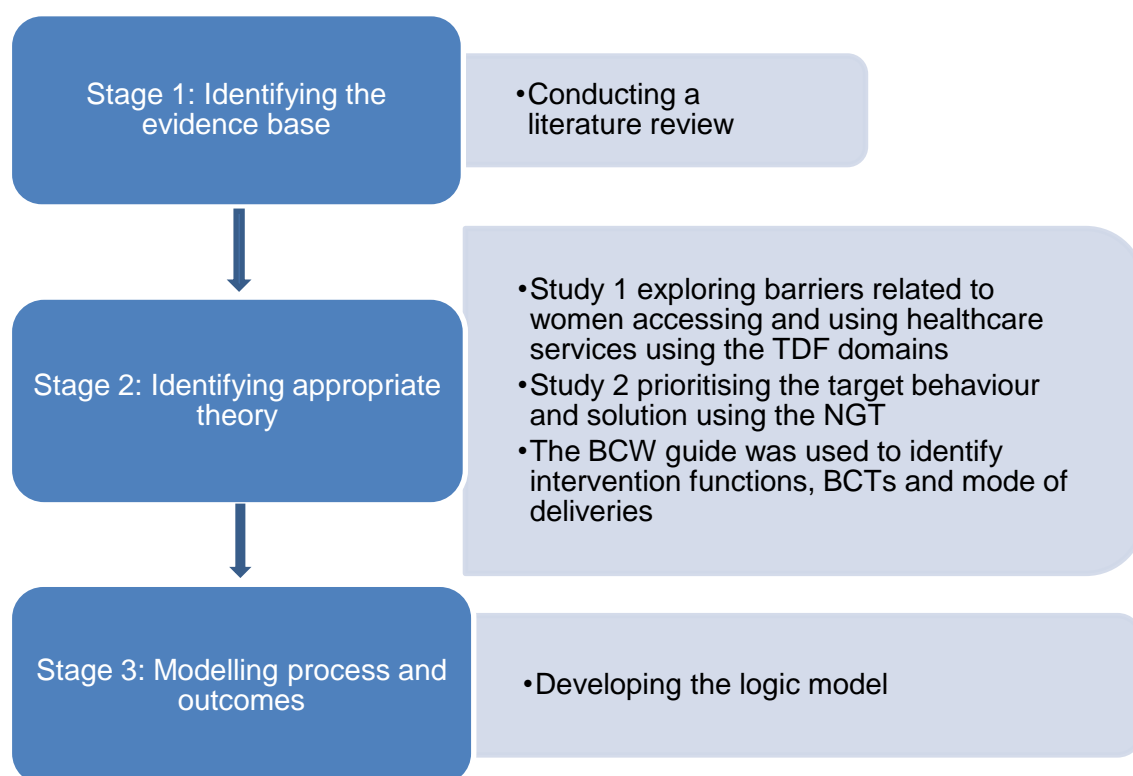 Stage 1: Identifying the
evidence base
•Conducting a
literature review
Stage 2: Identifying appropriate
theory
•Study 1 exploring barriers related to
women accessing and using healthcare
services using the TDF domains
•Study 2 prioritising the target behaviour
and solution using the NGT
•The BCW guide was used to identify
intervention functions, BCTs and mode of
deliveries
Stage 3: Modelling process and
outcomes
•Developing the logic model